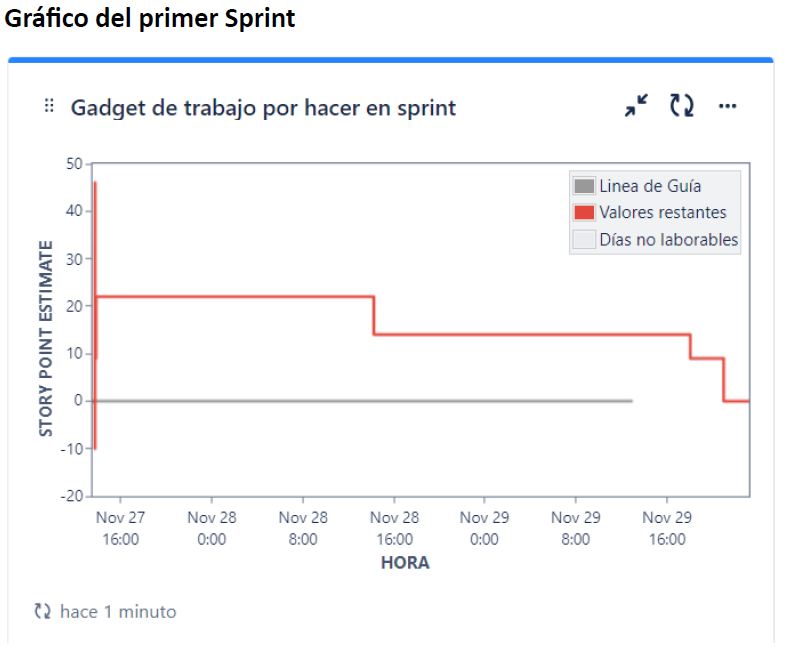 Gráfico del primer Sprint
Gadget de trabajo por hacer en sprint
50
40
30
20
10
0
-10
-20
STORY POINT ESTIMATE
Linea de Guía
Valores restantes
Días no laborables
Nov 27 Nov 28 Nov 28 Nov 28 Nov 29 Nov 29 Nov 29
16:00 0:00 8:00 16:00 0:00 8:00 16:00
HORA
hace 1 minuto